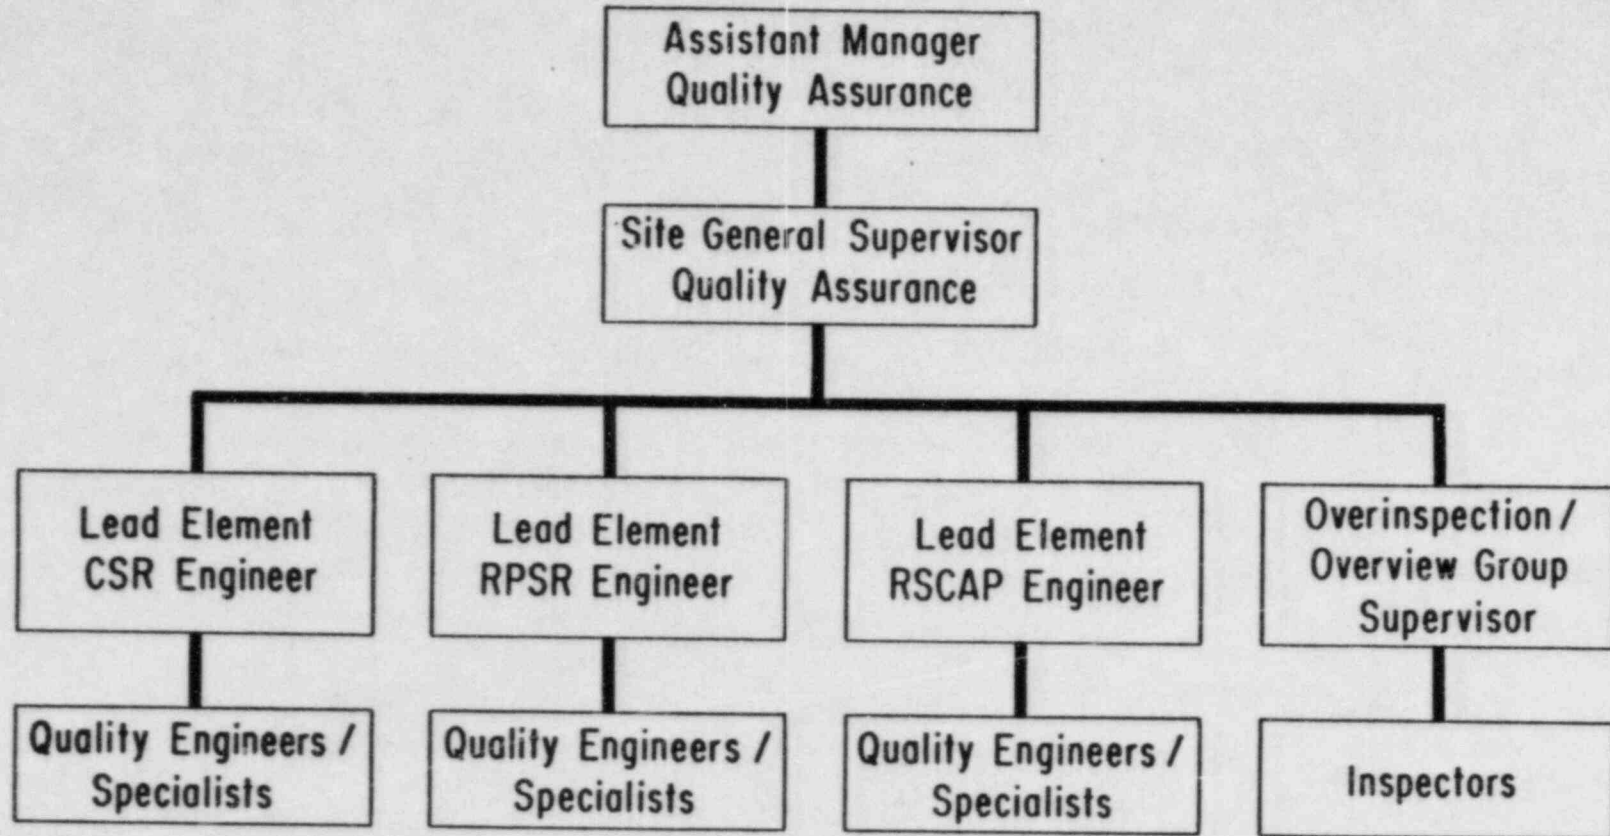 Assistant Manager
Quality Assurance
Site General Supervisor
Quality Assurance
Lead Element
CSR Engineer
Lead Element
RPSR Engineer
Lead Element
RSCAP Engineer
Overinspection /
Overview Group
Supervisor
Quality Engineers /
Specialists
Quality Engineers /
Specialists
Quality Engineers /
Specialists
Inspectors